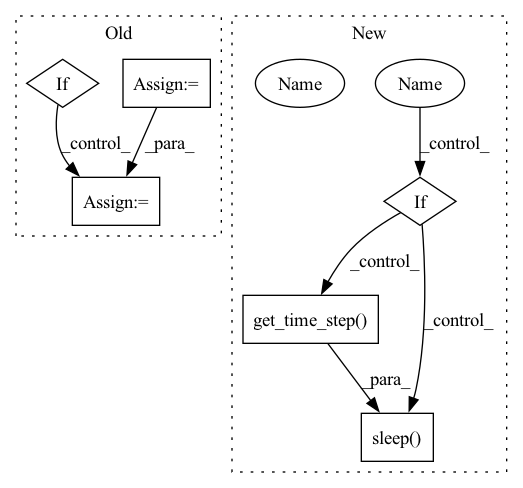 Old
New
If
Assign:=
Name
Name
_control_
_para_
_control_
Assign:=
If
_control_
_control_
get_time_step()
_para_
sleep()